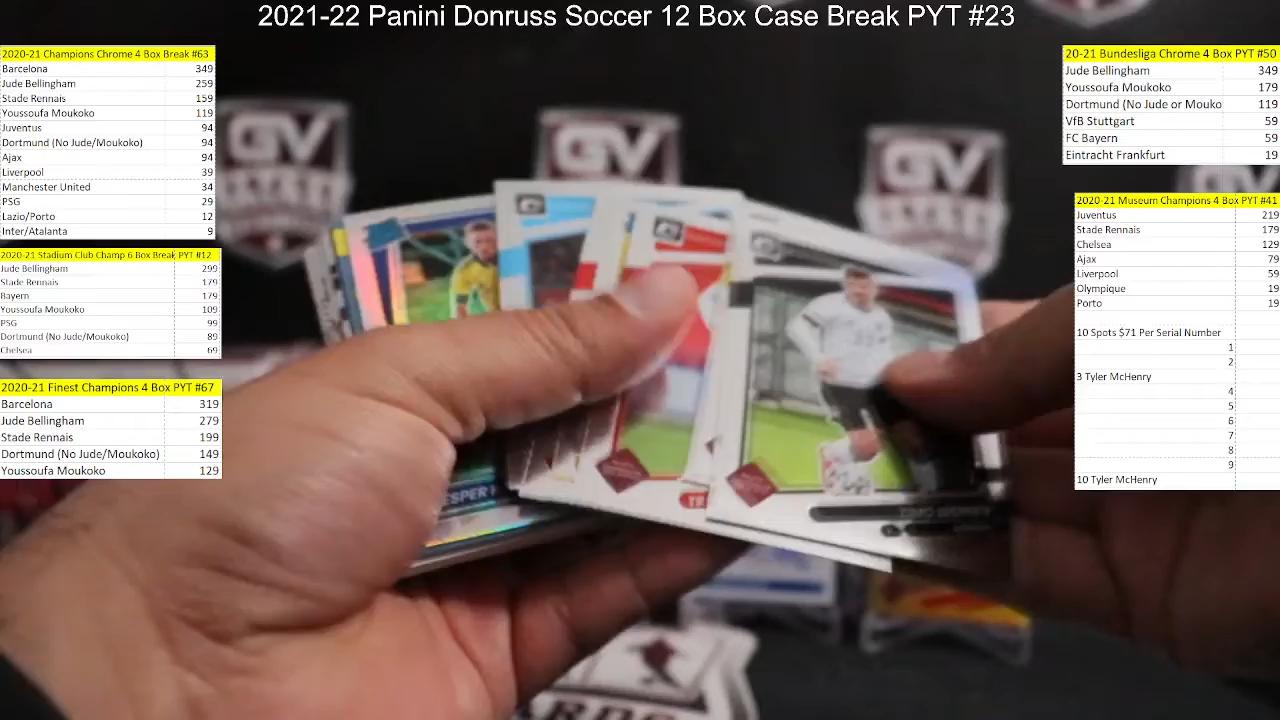 2021-22 Panini Donruss Soccer 12 Box Case Break PYT #23
2020-21 Champions Chrome 4 Box Break #63
Barcelona 349
Jude Bellingham 259
Stade Rennais 159
Youssoufa Moukoko 119
Juventus 94
Dortmund (No Jude/Moukoko) 94
Ajax 94
Liverpool 39
Manchester United 34
PSG 29
Lazio/Porto 12
Inter/Atalanta 9
2020-21 Stadium Club Champ 6 Box Break PYT #12
Jude Bellingham 299
Stade Rennais 179
Bayern 179
Youssoufa Moukoko 109
PSG 99
Dortmund (No Jude/Moukoko) 89
Chelsea 69
2020-21 Finest Champions 4 Box PYT #67
Barcelona 319
Jude Bellingham 279
Stade Rennais 199
Dortmund (No Jude/Moukoko) 149
Youssoufa Moukoko 129
20-21 Bundesliga Chrome 4 Box PYT #50
Jude Bellingham 349
Youssoufa Moukoko 179
Dortmund (No Jude or Mouko 119
VfB Stuttgart 59
FC Bayern 59
Eintracht Frankfurt 19
2020-21 Museum Champions 4 Box PYT #41
Juventus 219
Stade Rennais 179
Chelsea 129
Ajax 79
Liverpool 59
Olympique 19
Porto 19
10 Spots $71 Per Serial Number
1
2
3 Tyler McHenry
4
5
6
7
8
9
10 Tyler McHenry
GV
GV
GV
ESPER
TR